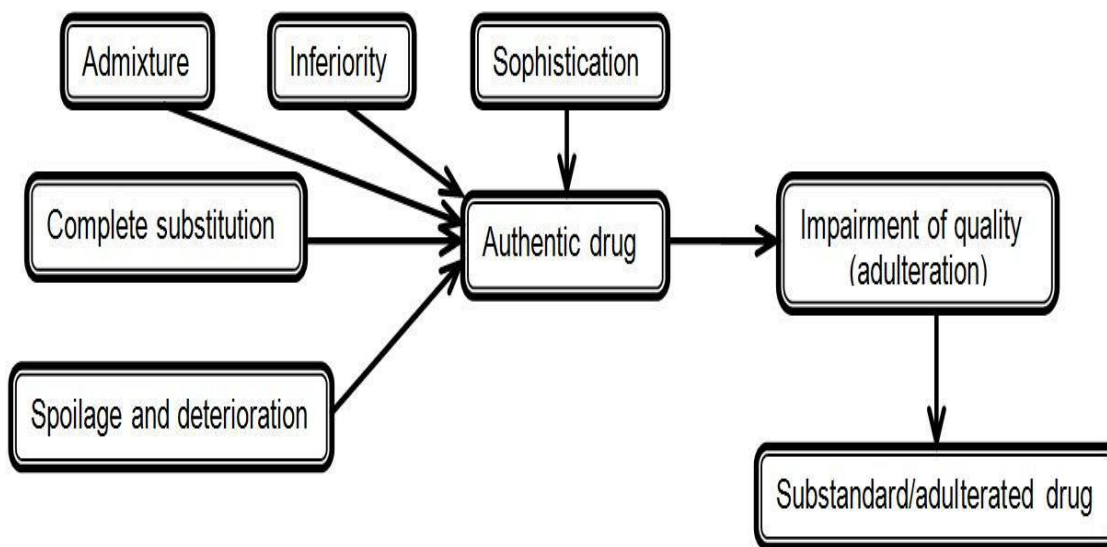 Admixture
Inferiority
Sophistication
Complete substitution
Authentic drug
Impairment of quality
(adulteration)
Spoilage and deterioration
Substandard/adulterated drug